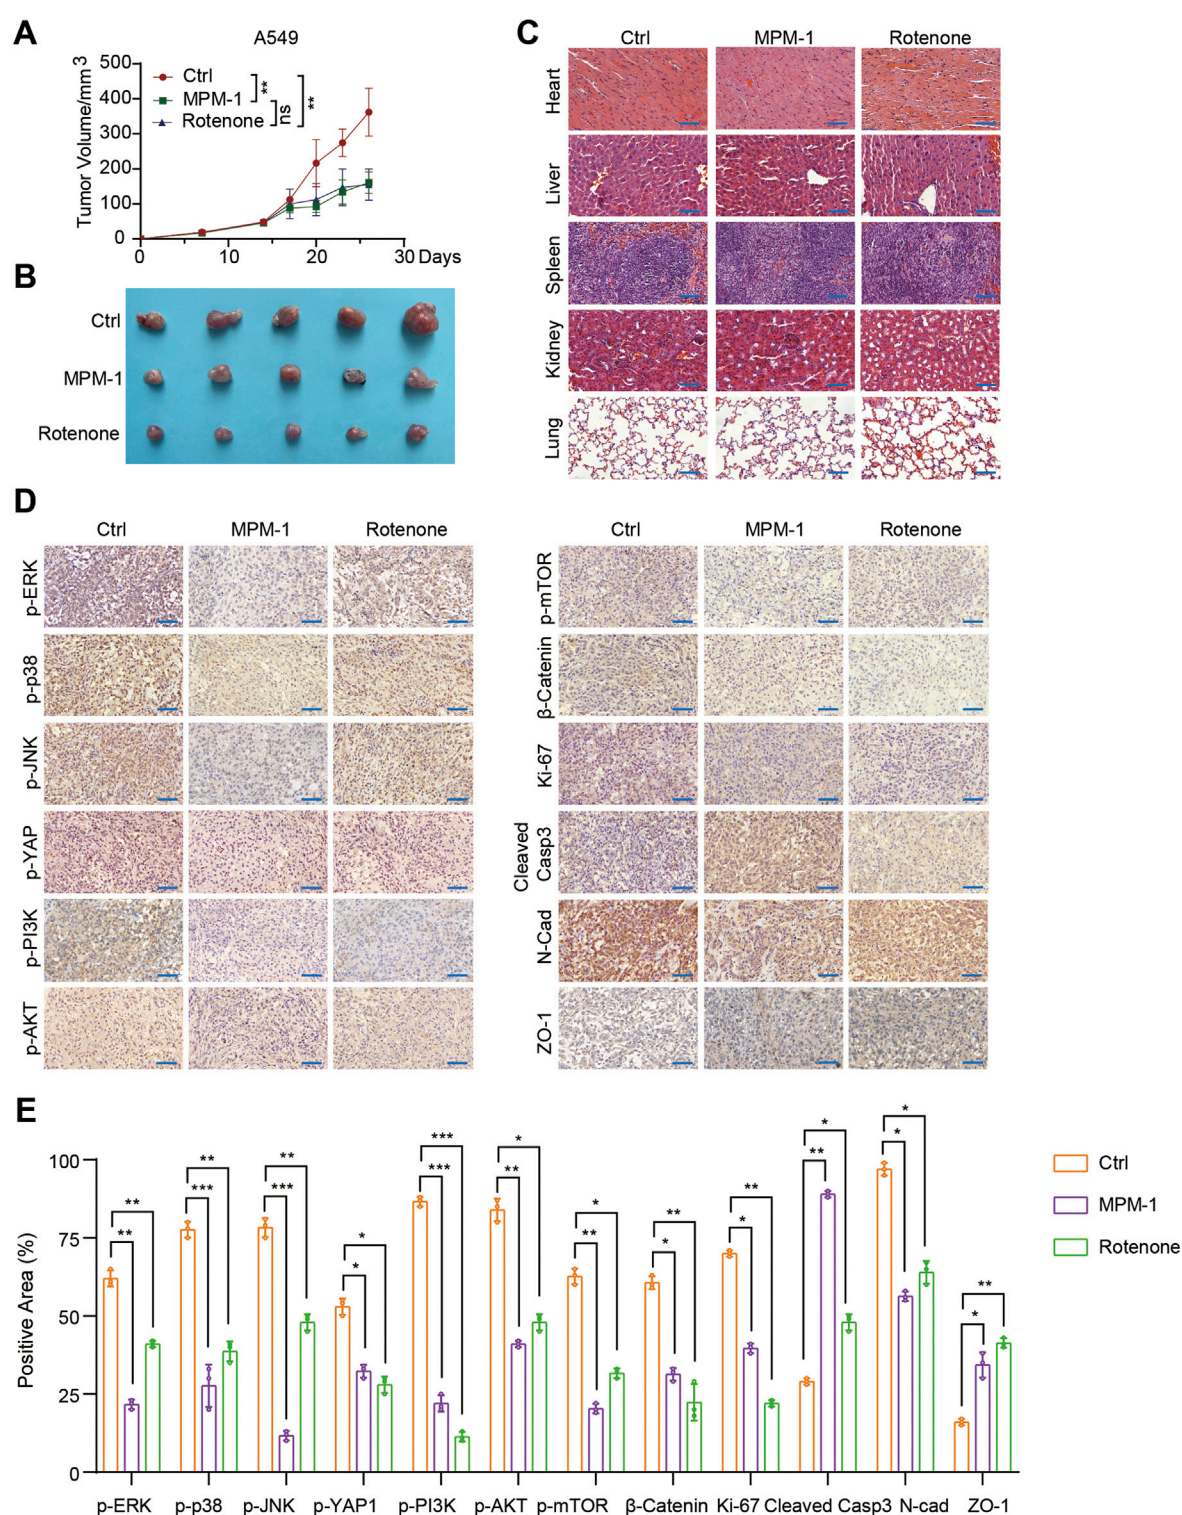 A
A549
Tumor Volume/mm3
500
400
300
200
100
0
Ctrl
MPM-1
Rotenone
**
ns
**
0
10
20
30 Days
B
Ctrl
MPM-1
Rotenone
C
Ctrl
MPM-1
Rotenone
Heart
Liver
Spleen
Kidney
Lung
D
Ctrl
MPM-1
Rotenone
p-ERK
p-p38
p-JNK
p-YAP
p-PI3K
p-AKT
Ctrl
MPM-1
Rotenone
p-mTOR
β-Catenin
Ki-67
Cleaved
Casp3
N-Cad
ZO-1
E
Positive Area (%)
100
75
50
25
0
**
**
**
***
**
***
*
*
***
***
*
**
*
**
**
*
**
*
*
**
*
*
**
*
p-ERK
p-p38
p-JNK
p-YAP1
p-PI3K
p-AKT
p-mTOR
β-Catenin
Ki-67
Cleaved Casp3
N-cad
ZO-1
Ctrl
MPM-1
Rotenone